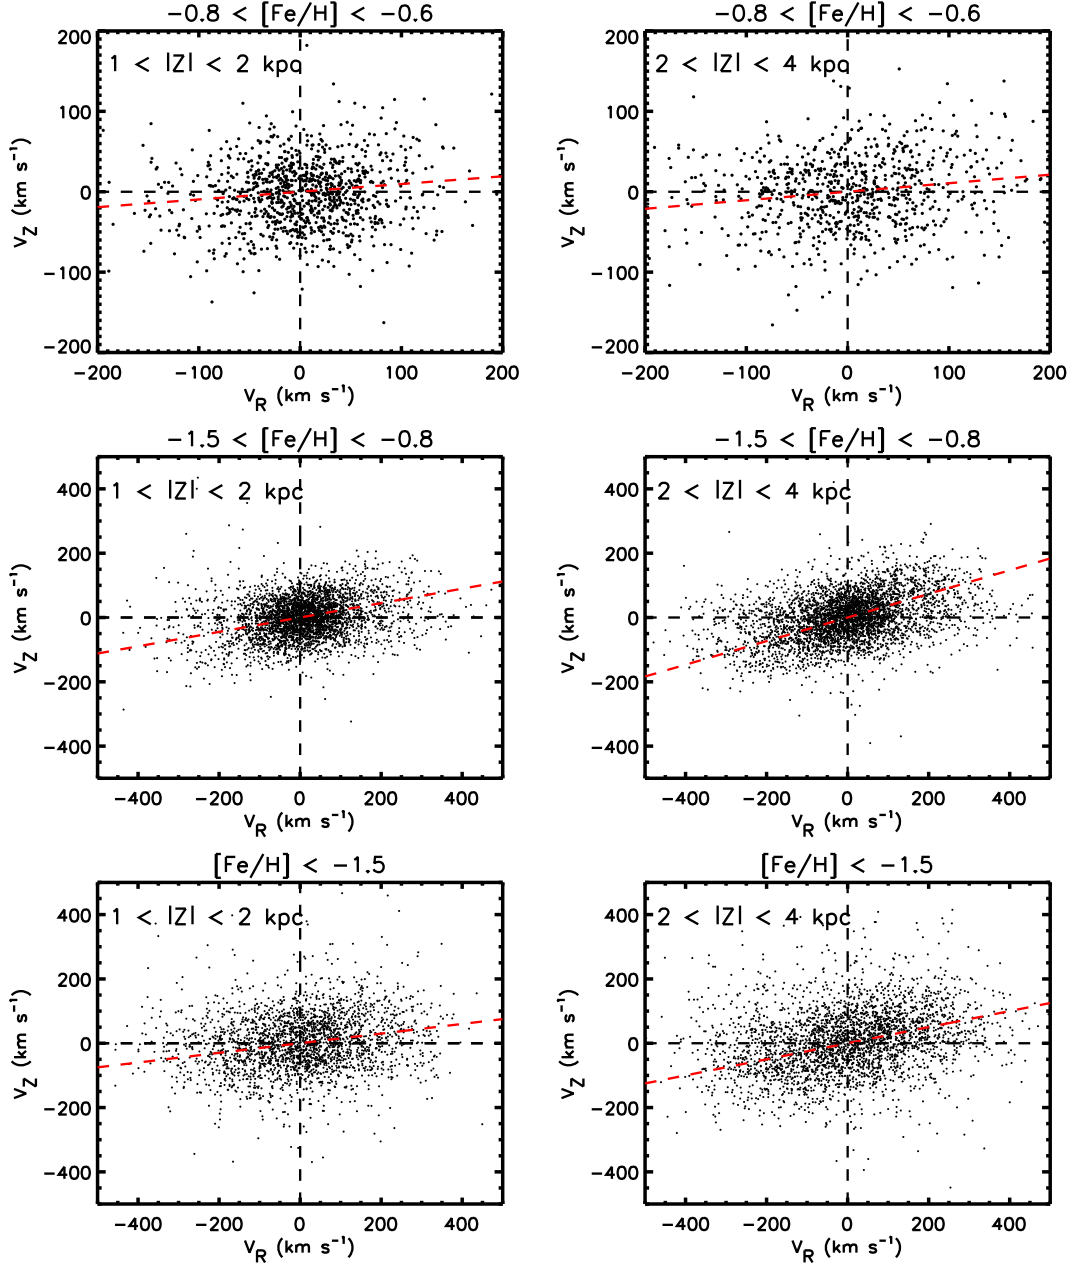 −0.8 < [Fe/H] < −0.6
1 < |Z| < 2 kpc
200
100
0
−100
−200
V_Z (km s⁻¹)
−200 −100 0 100 200
V_R (km s⁻¹)
−0.8 < [Fe/H] < −0.6
2 < |Z| < 4 kpc
200
100
0
−100
−200
V_Z (km s⁻¹)
−200 −100 0 100 200
V_R (km s⁻¹)
−1.5 < [Fe/H] < −0.8
1 < |Z| < 2 kpc
400
200
0
−200
−400
V_Z (km s⁻¹)
−400 −200 0 200 400
V_R (km s⁻¹)
−1.5 < [Fe/H] < −0.8
2 < |Z| < 4 kpc
400
200
0
−200
−400
V_Z (km s⁻¹)
−400 −200 0 200 400
V_R (km s⁻¹)
[Fe/H] < −1.5
1 < |Z| < 2 kpc
400
200
0
−200
−400
V_Z (km s⁻¹)
−400 −200 0 200 400
V_R (km s⁻¹)
[Fe/H] < −1.5
2 < |Z| < 4 kpc
400
200
0
−200
−400
V_Z (km s⁻¹)
−400 −200 0 200 400
V_R (km s⁻¹)